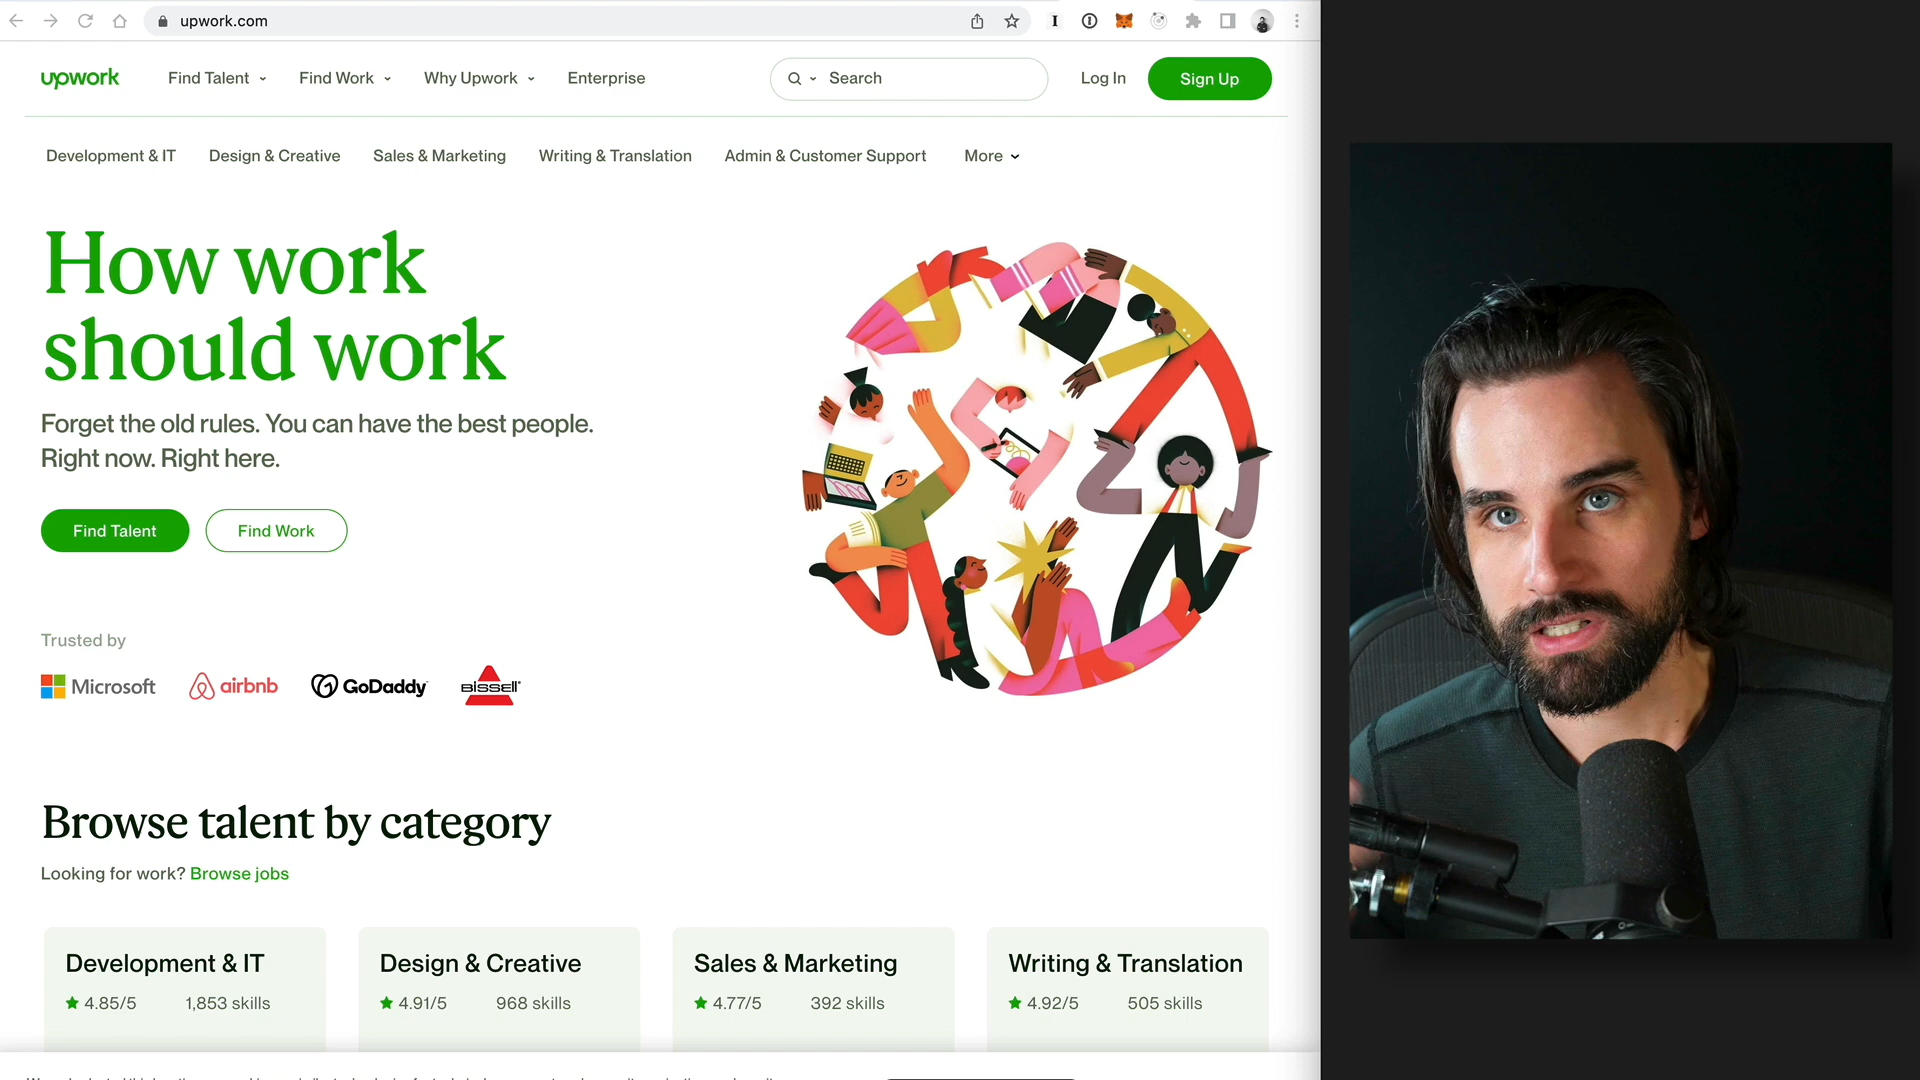 upwork.com
upwork
Find Talent
Find Work
Why Upwork
Enterprise
Search
Log In
Sign Up
Development & IT
Design & Creative
Sales & Marketing
Writing & Translation
Admin & Customer Support
More
How work
should work
Forget the old rules. You can have the best people.
Right now. Right here.
Find Talent
Find Work
Trusted by
Microsoft
airbnb
GoDaddy
BISSELL
Browse talent by category
Looking for work? Browse jobs
Development & IT
4.85/5 1,853 skills
Design & Creative
4.91/5 968 skills
Sales & Marketing
4.77/5 392 skills
Writing & Translation
4.92/5 505 skills